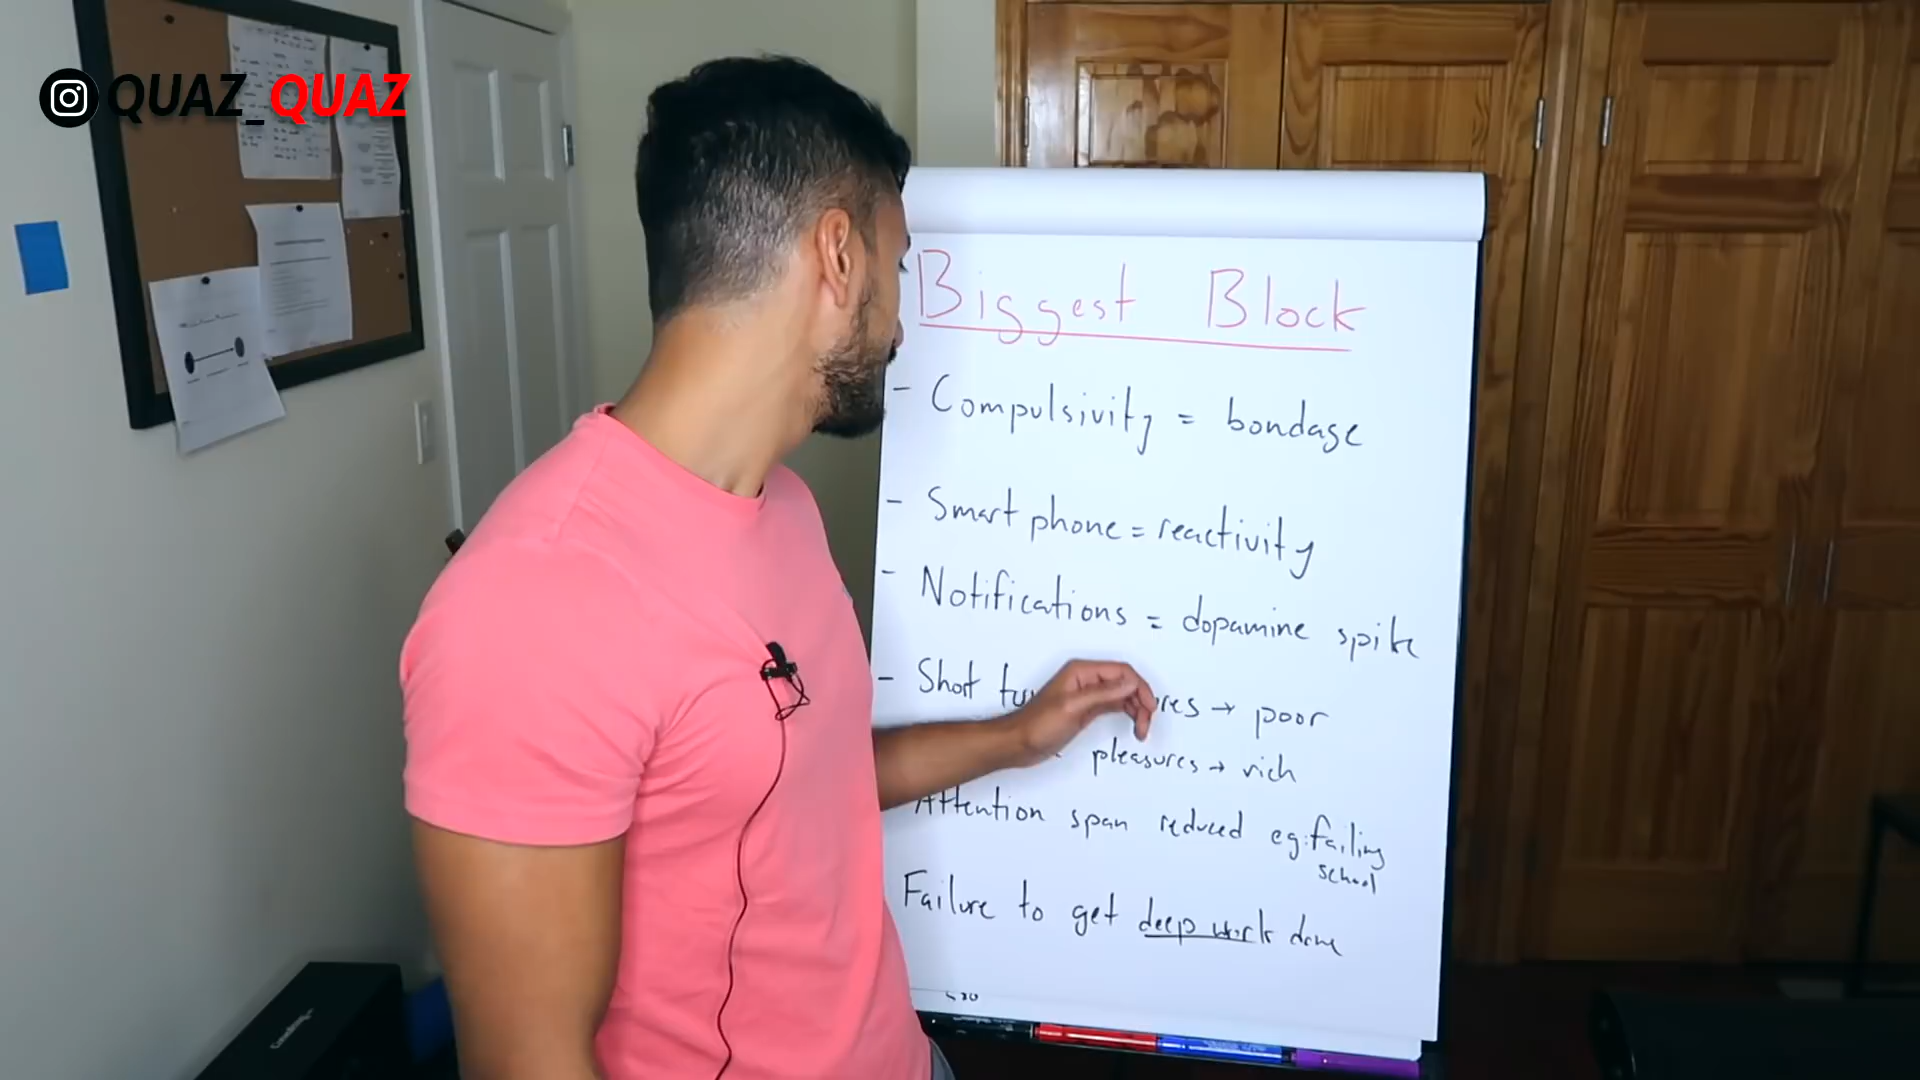 QUAZ_QUAZ
Biggest Block
- Compulsivity = bondage
- Smart phone = reactivity
- Notifications = dopamine spike
- Short → poor
pleasures → rich
Attention span reduced eg: failing
school
Failure to get deep work done